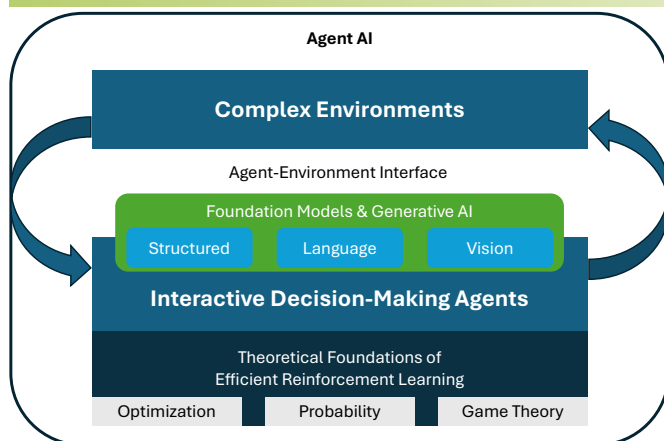 Agent AI
Complex Environments
Agent-Environment Interface
Foundation Models & Generative AI
Structured
Language
Vision
Interactive Decision-Making Agents
Theoretical Foundations of
Efficient Reinforcement Learning
Optimization
Probability
Game Theory